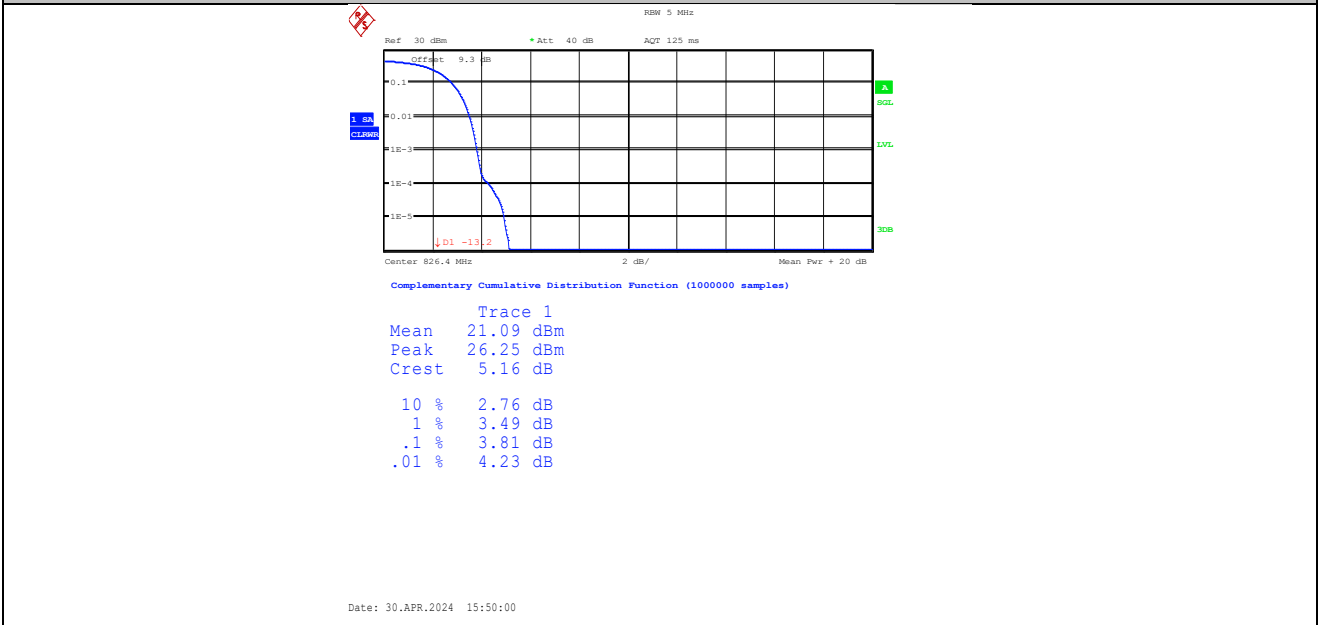 RBW 5 MHz
Ref 30 dBm * Att 40 dB AQT 125 ms
Offset 9.3 dB
0.1
A
SGL
0.01
1 SA
CLRWR
1E-3
LVL
1E-4
1E-5
3DB
↓D1 -13.2
Center 826.4 MHz 2 dB/ Mean Pwr + 20 dB
Complementary Cumulative Distribution Function (1000000 samples)
Trace 1
Mean 21.09 dBm
Peak 26.25 dBm
Crest 5.16 dB
10 % 2.76 dB
1 % 3.49 dB
.1 % 3.81 dB
.01 % 4.23 dB
Date: 30.APR.2024 15:50:00